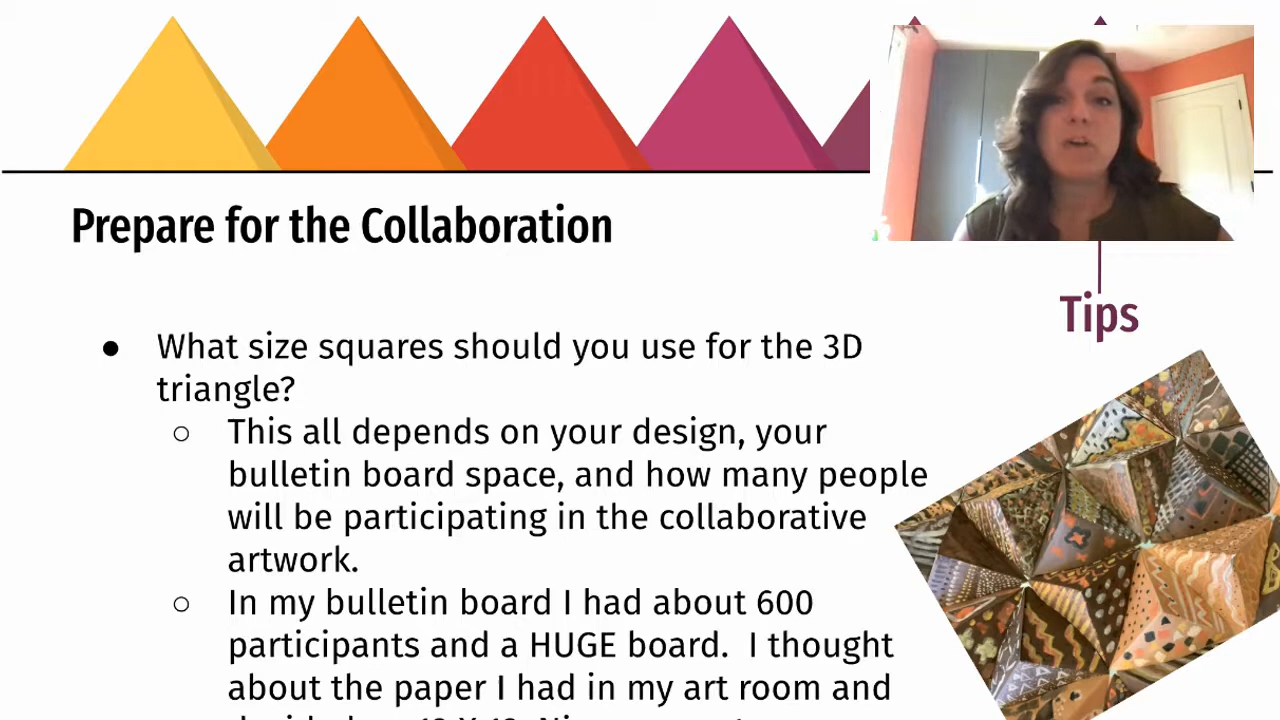 Prepare for the Collaboration
Tips
● What size squares should you use for the 3D
triangle?
○ This all depends on your design, your
bulletin board space, and how many people
will be participating in the collaborative
artwork.
○ In my bulletin board I had about 600
participants and a HUGE board.  I thought
about the paper I had in my art room and